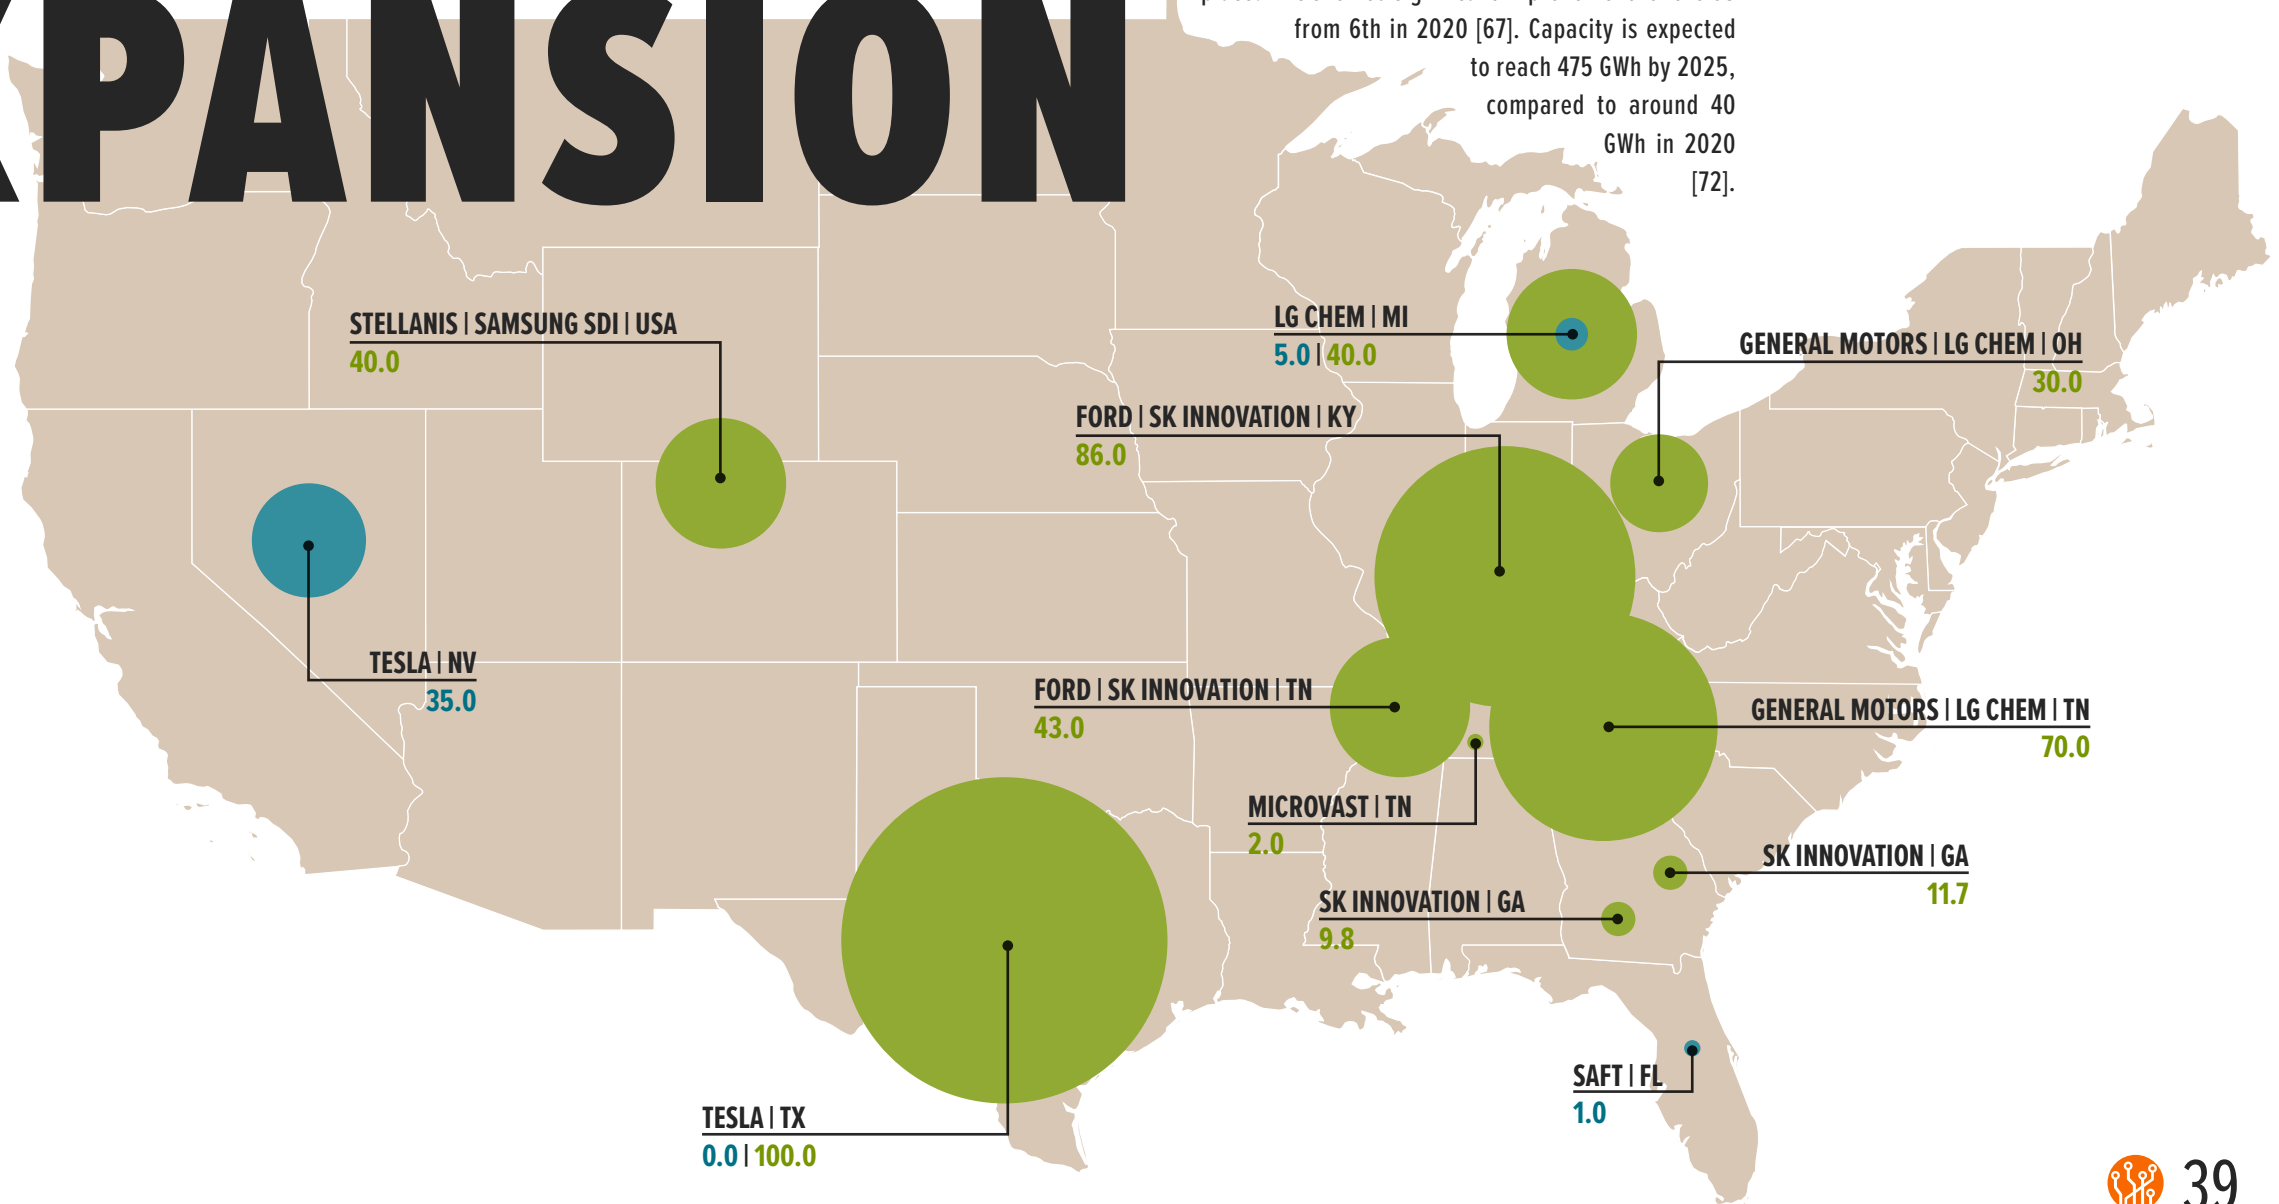 PANSION
from 6th in 2020 [67]. Capacity is expected
to reach 475 GWh by 2025,
compared to around 40
GWh in 2020
[72].
STELLANIS | SAMSUNG SDI | USA
40.0
LG CHEM | MI
5.0 | 40.0
GENERAL MOTORS | LG CHEM | OH
30.0
FORD | SK INNOVATION | KY
86.0
TESLA | NV
35.0
FORD | SK INNOVATION | TN
43.0
GENERAL MOTORS | LG CHEM | TN
70.0
MICROVAST | TN
2.0
SK INNOVATION | GA
11.7
SK INNOVATION | GA
9.8
SAFT | FL
1.0
TESLA | TX
0.0 | 100.0
39